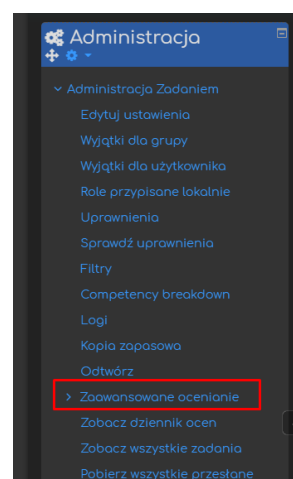 Administracja
Administracja Zadaniem
Edytuj ustawienia
Wyjątki dla grupy
Wyjątki dla użytkownika
Role przypisane lokalnie
Uprawnienia
Sprawdź uprawnienia
Filtry
Competency breakdown
Logi
Kopia zapasowa
Odtwórz
Zaawansowane ocenianie
Zobacz dziennik ocen
Zobacz wszystkie zadania
Pobierz wszystkie przesłane